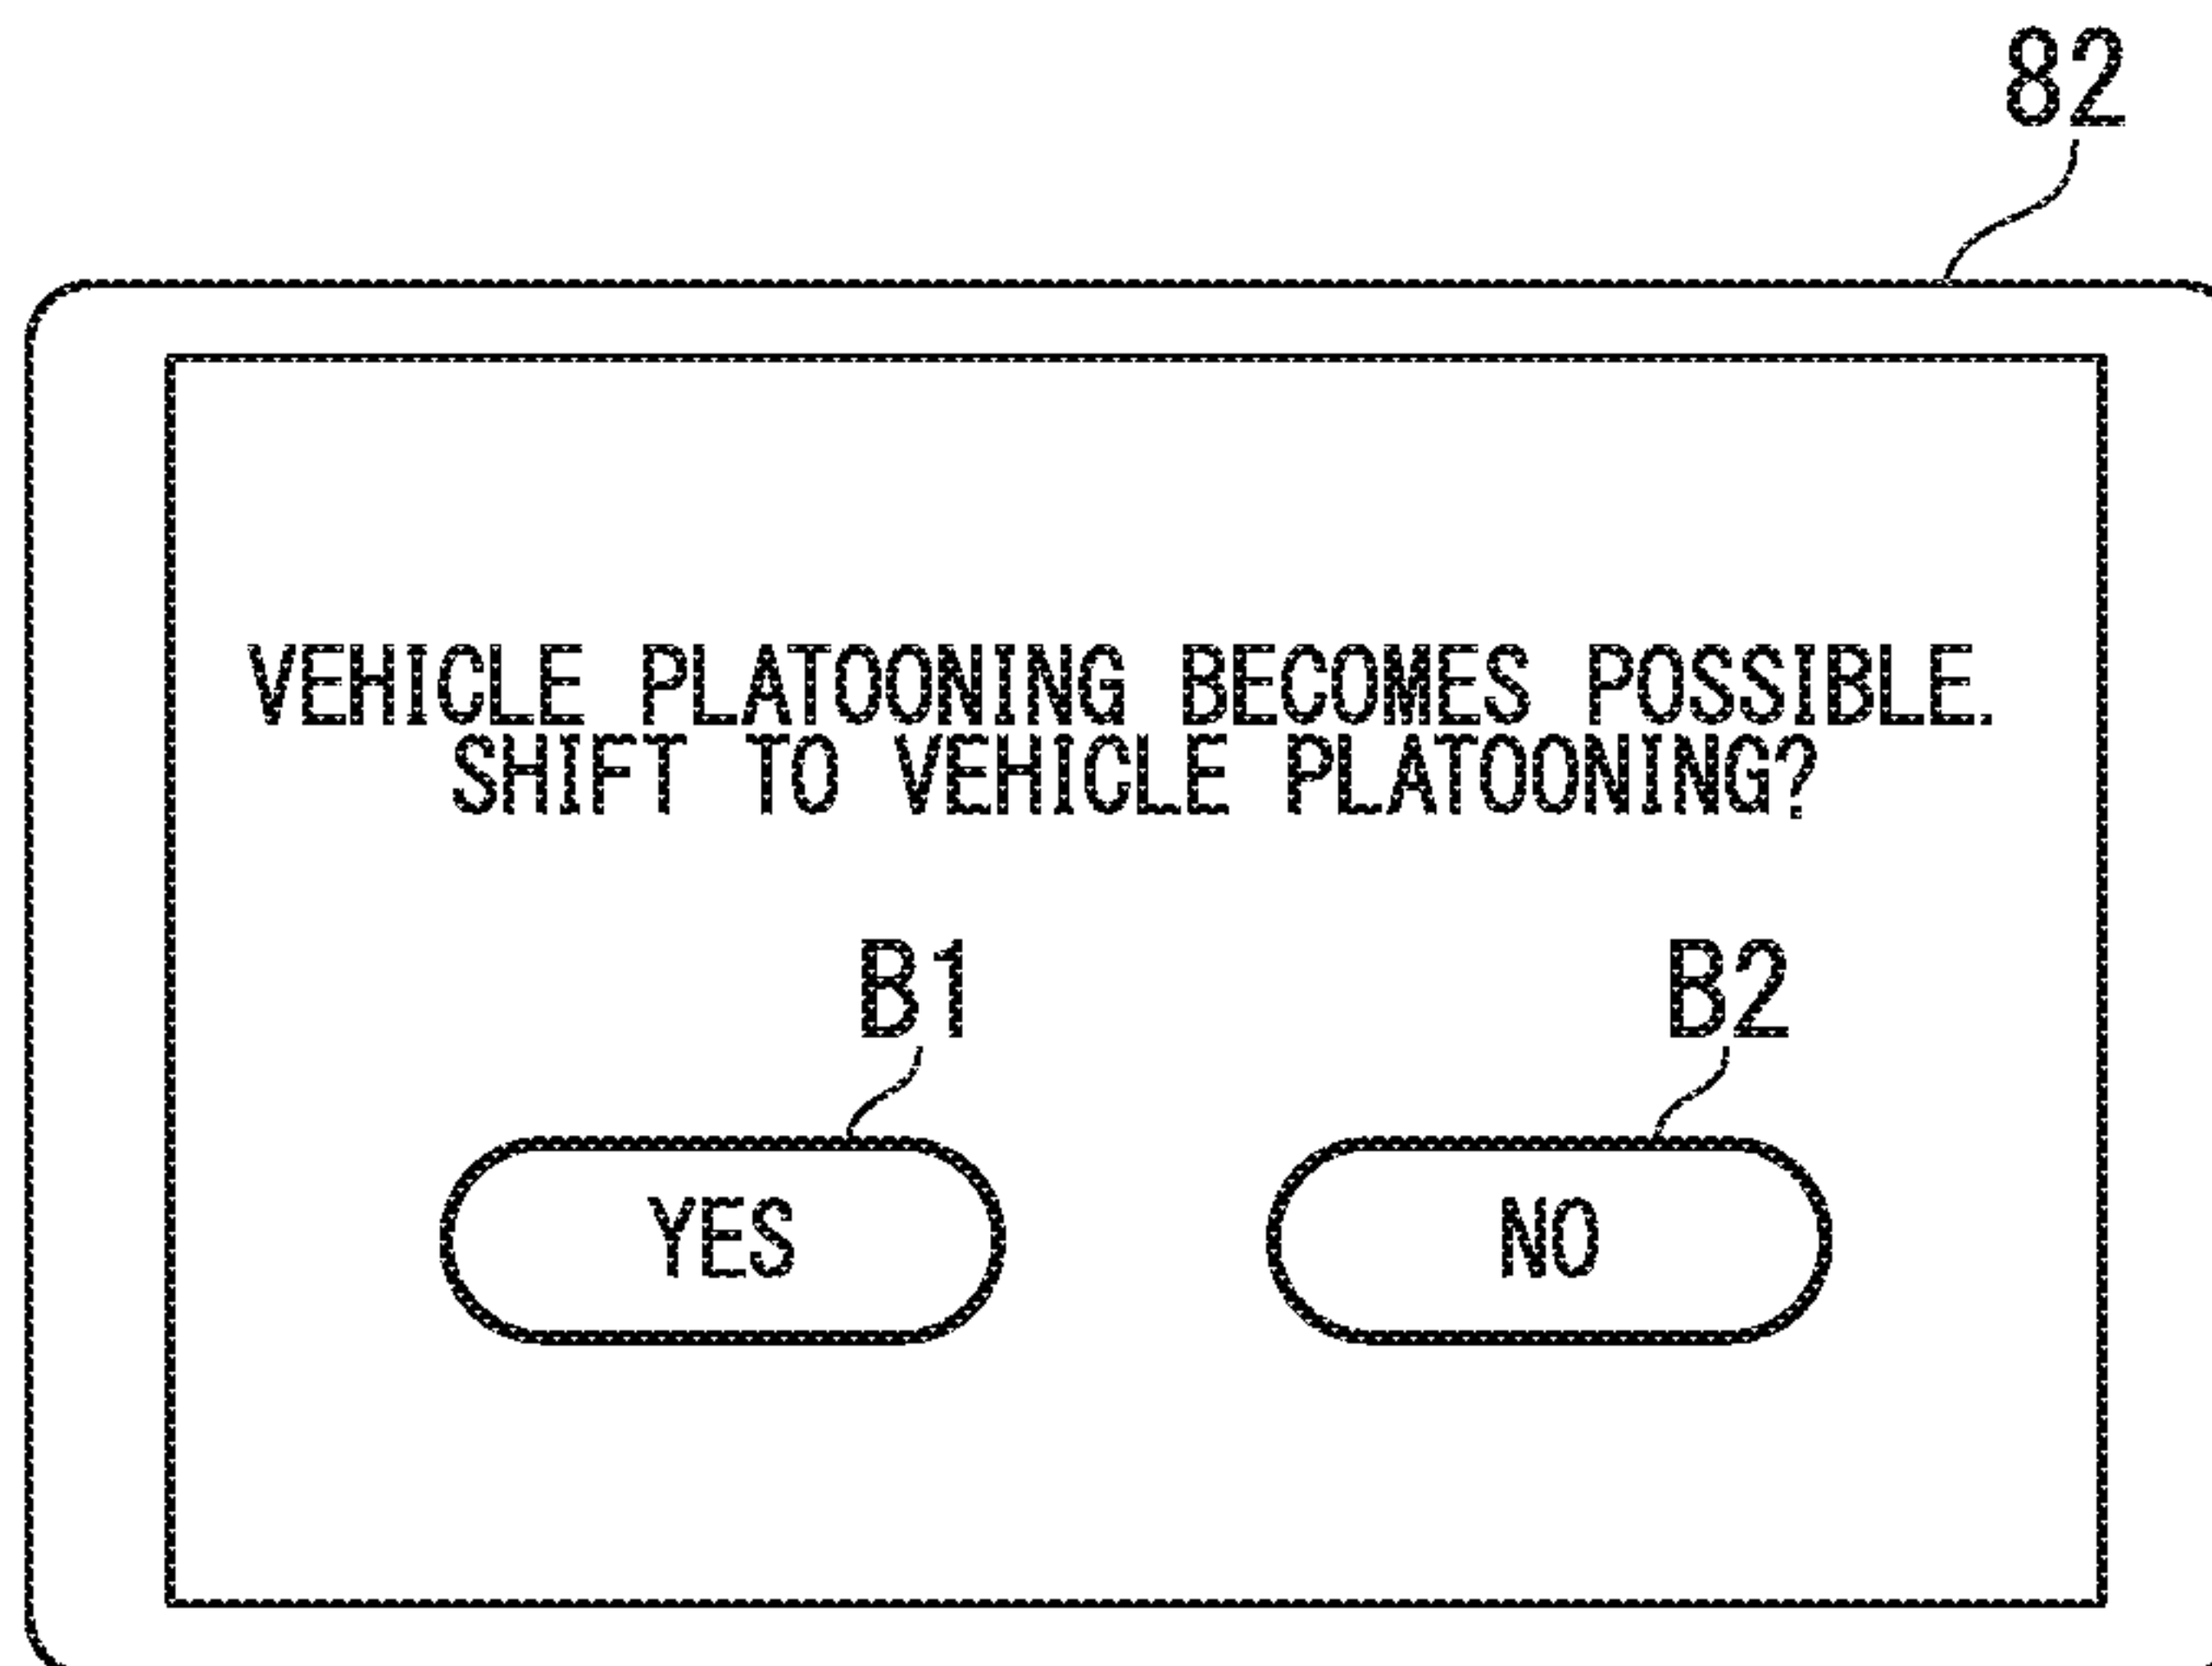 82
VEHICLE PLATOONING BECOMES POSSIBLE.
SHIFT TO VEHICLE PLATOONING?
B1 B2
YES NO